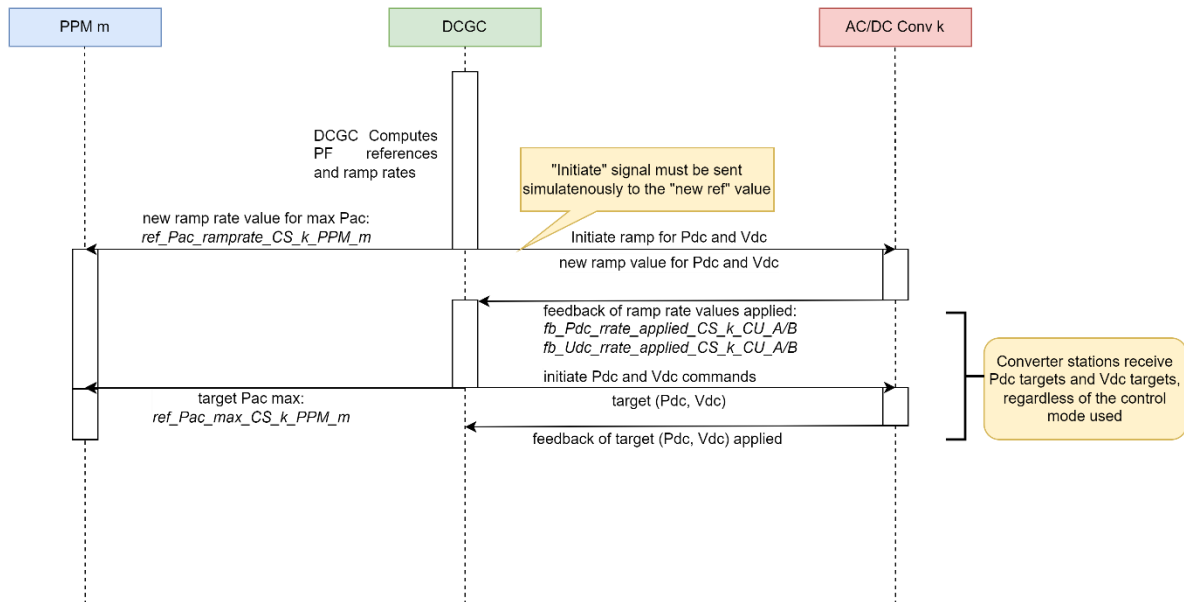 PPM m
DCGC
AC/DC Conv k
DCGC Computes
PF references
and ramp rates
"Initiate" signal must be sent
simulatenously to the "new ref" value
new ramp rate value for max Pac:
ref_Pac_ramprate_CS_k_PPM_m
Initiate ramp for Pdc and Vdc
new ramp value for Pdc and Vdc
feedback of ramp rate values applied:
fb_Pdc_rrate_applied_CS_k_CU_A/B
fb_Udc_rrate_applied_CS_k_CU_A/B
Converter stations receive
Pdc targets and Vdc targets,
regardless of the control
mode used
initiate Pdc and Vdc commands
target Pac max:
ref_Pac_max_CS_k_PPM_m
target (Pdc, Vdc)
feedback of target (Pdc, Vdc) applied